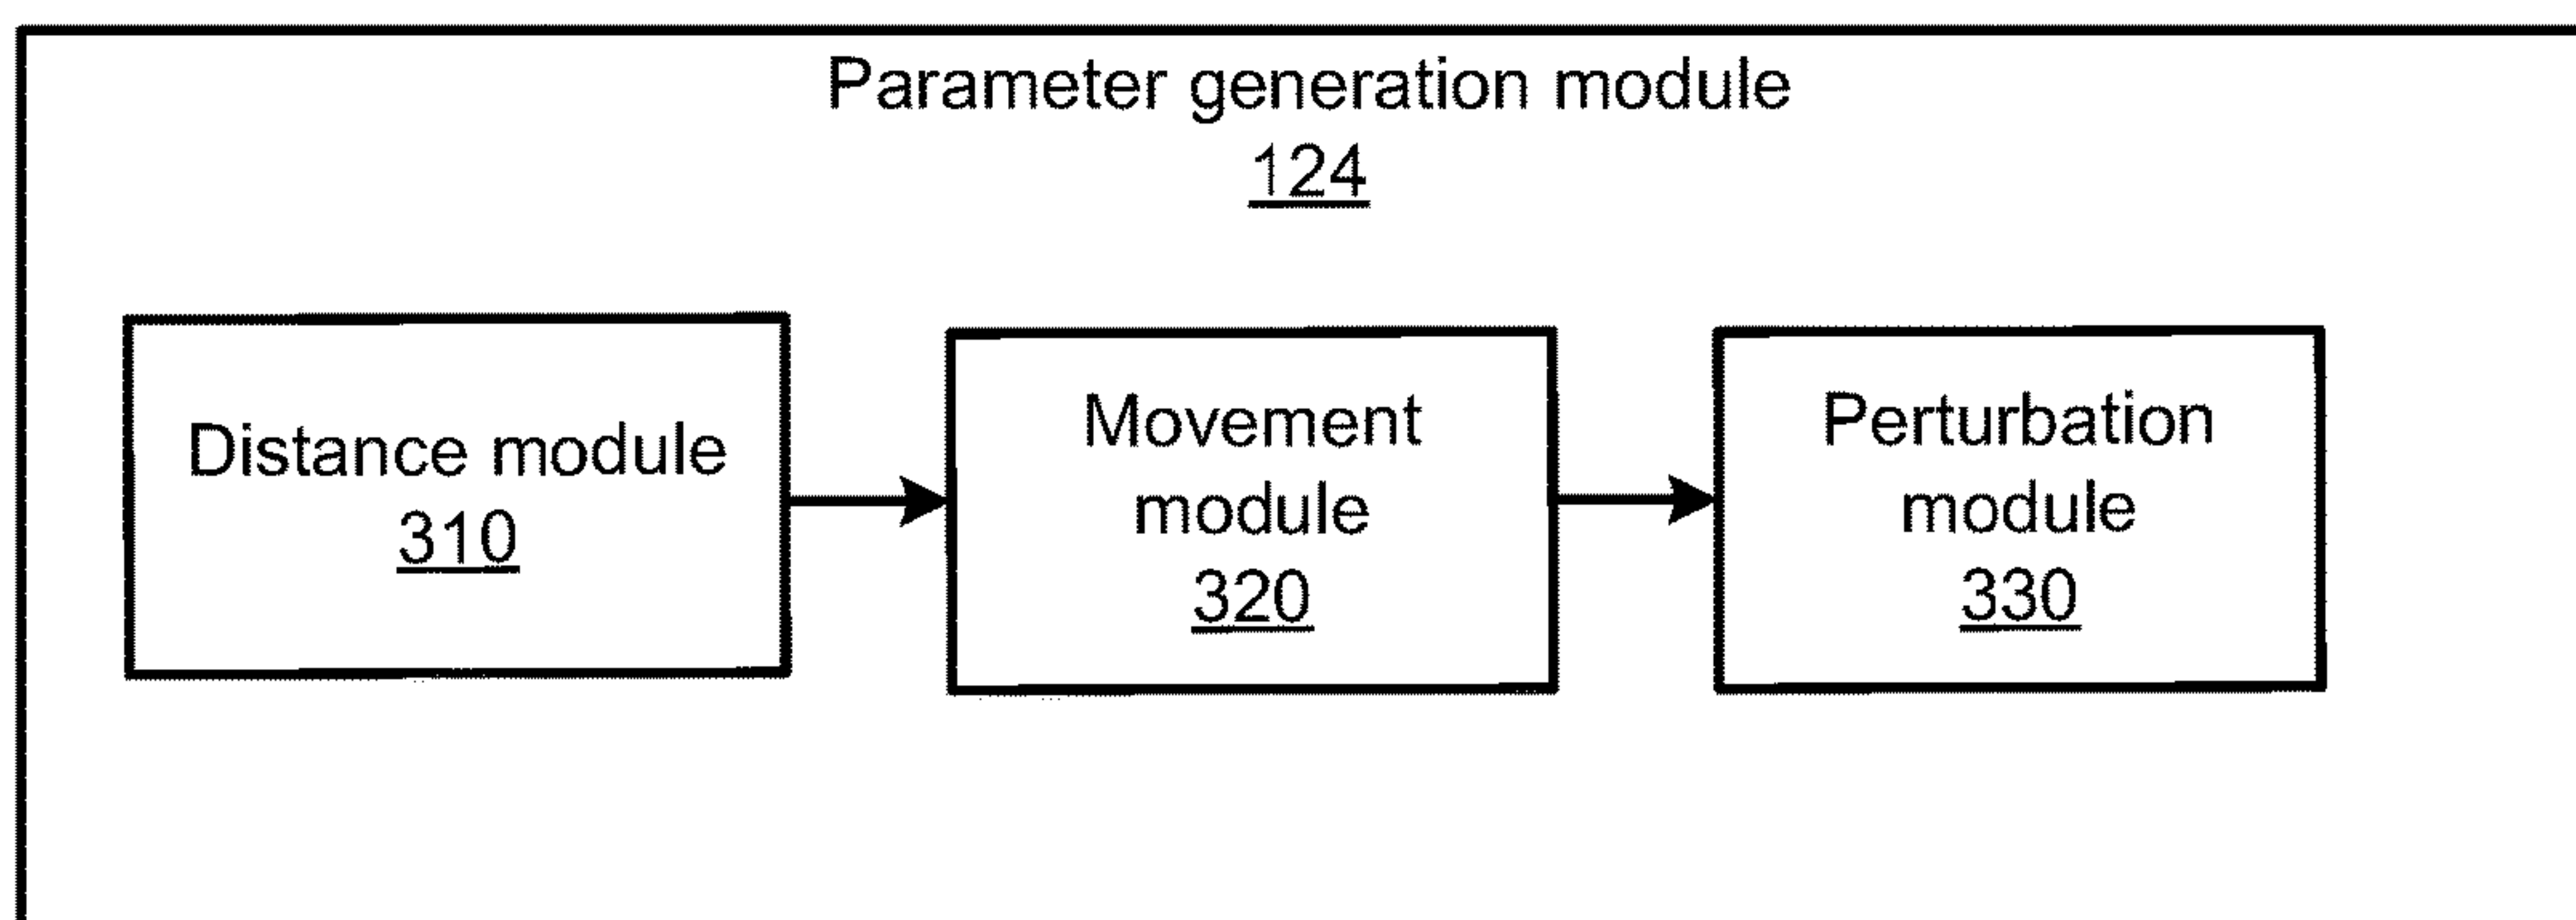 Parameter generation module
124
Distance module
310
Movement
module
320
Perturbation
module
330